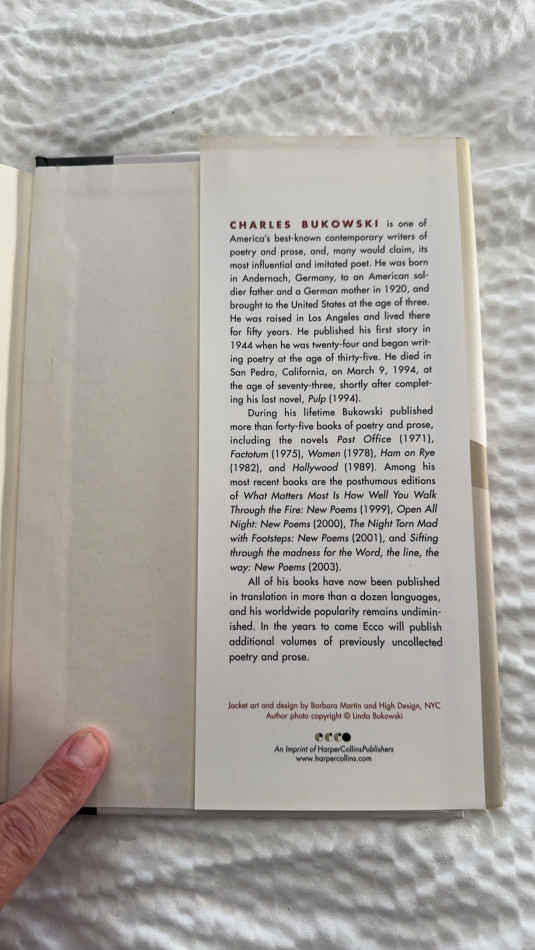 CHARLES BUKOWSKI is one of
America's best-known contemporary writers of
poetry and prose, and, many would claim, its
most influential and imitated poet. He was born
in Andernach, Germany, to an American sol-
dier father and a German mother in 1920, and
brought to the United States at the age of three.
He was raised in Los Angeles and lived there
for fifty years. He published his first story in
1944 when he was twenty-four and began writ-
ing poetry at the age of thirty-five. He died in
San Pedro, California, on March 9, 1994, at
the age of seventy-three, shortly after complet-
ing his last novel, Pulp (1994).
During his lifetime Bukowski published
more than forty-five books of poetry and prose,
including the novels Post Office (1971),
Factotum (1975), Women (1978), Ham on Rye
(1982), and Hollywood (1989). Among his
most recent books are the posthumous editions
of What Matters Most Is How Well You Walk
Through the Fire: New Poems (1999), Open All
Night: New Poems (2000), The Night Torn Mad
with Footsteps: New Poems (2001), and Sifting
through the madness for the Word, the line, the
way: New Poems (2003).
All of his books have now been published
in translation in more than a dozen languages,
and his worldwide popularity remains undimin-
ished. In the years to come Ecco will publish
additional volumes of previously uncollected
poetry and prose.
Jacket art and design by Barbara Martin and High Design, NYC
Author photo copyright © Linda Bukowski
ecco
An Imprint of HarperCollinsPublishers
www.harpercollins.com